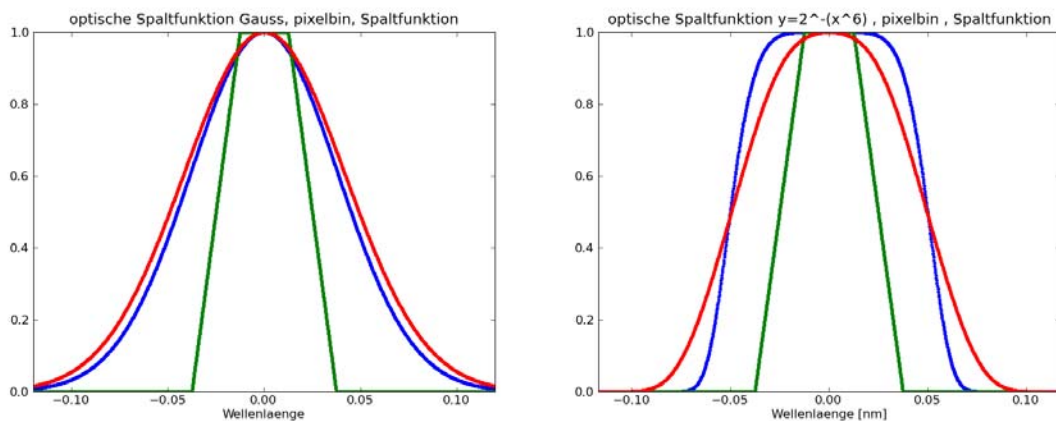 optische Spaltfunktion Gauss, pixelbin, Spaltfunktion
1.0
0.8
0.6
0.4
0.2
0.0
−0.10 −0.05 0.00 0.05 0.10
Wellenlaenge
optische Spaltfunktion y=2^-(x^6) , pixelbin , Spaltfunktion
1.0
0.8
0.6
0.4
0.2
0.0
−0.10 −0.05 0.00 0.05 0.10
Wellenlaenge [nm]